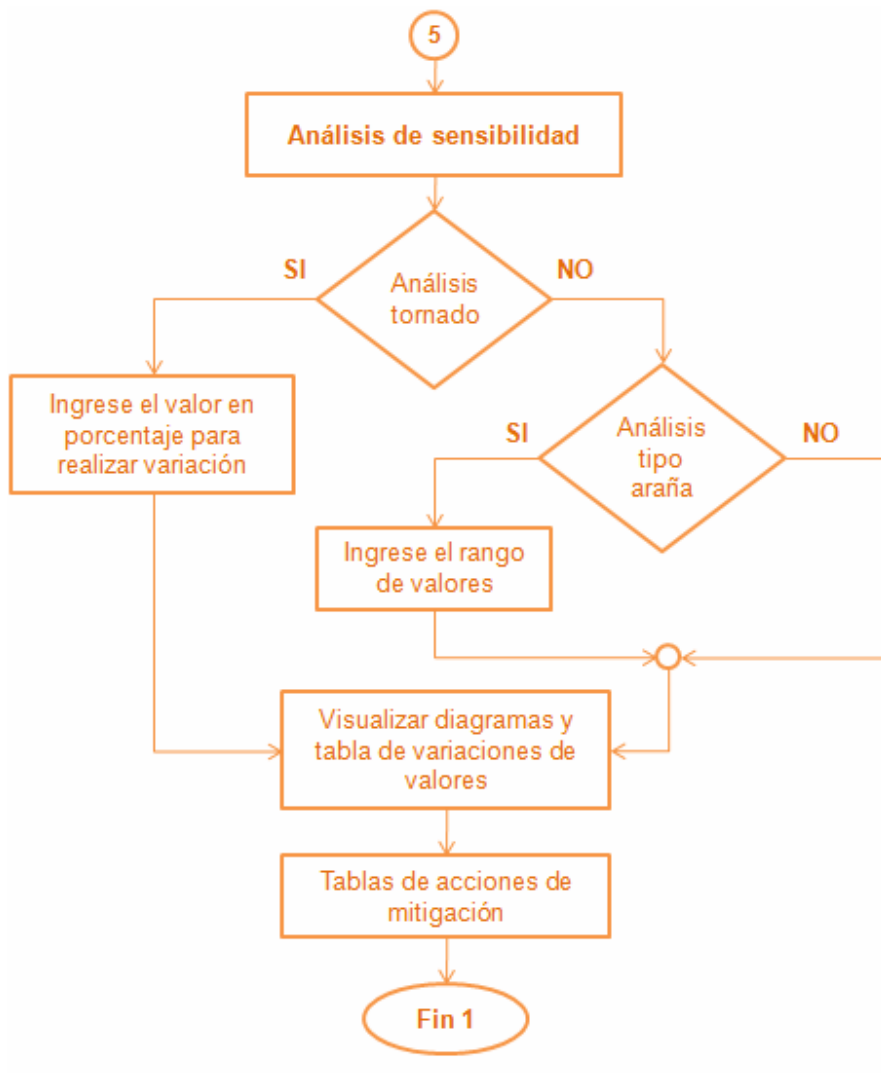 5
Análisis de sensibilidad
SI
NO
Análisis
tornado
Ingrese el valor en
porcentaje para
realizar variación
SI
NO
Análisis
tipo
araña
Ingrese el rango
de valores
Visualizar diagramas y
tabla de variaciones de
valores
Tablas de acciones de
mitigación
Fin 1